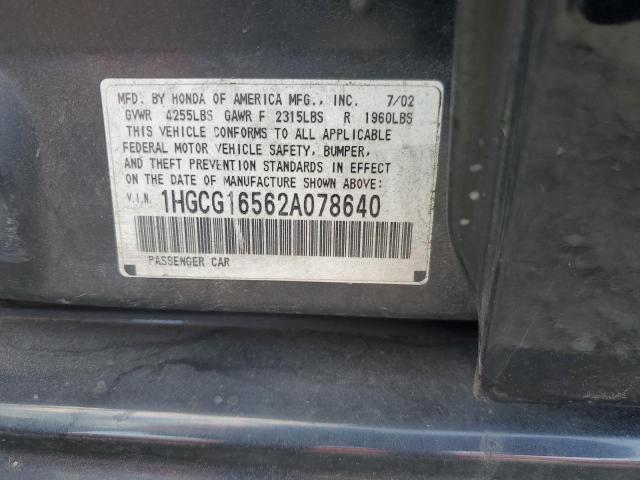 MFD. BY HONDA OF AMERICA MFG., INC. 7/02
GVWR 4255LBS GAWR F 2315LBS R 1960LBS
THIS VEHICLE CONFORMS TO ALL APPLICABLE
FEDERAL MOTOR VEHICLE SAFETY, BUMPER,
AND THEFT PREVENTION STANDARDS IN EFFECT
ON THE DATE OF MANUFACTURE SHOWN ABOVE:
V.I.N. 1HGCG16562A078640
PASSENGER CAR